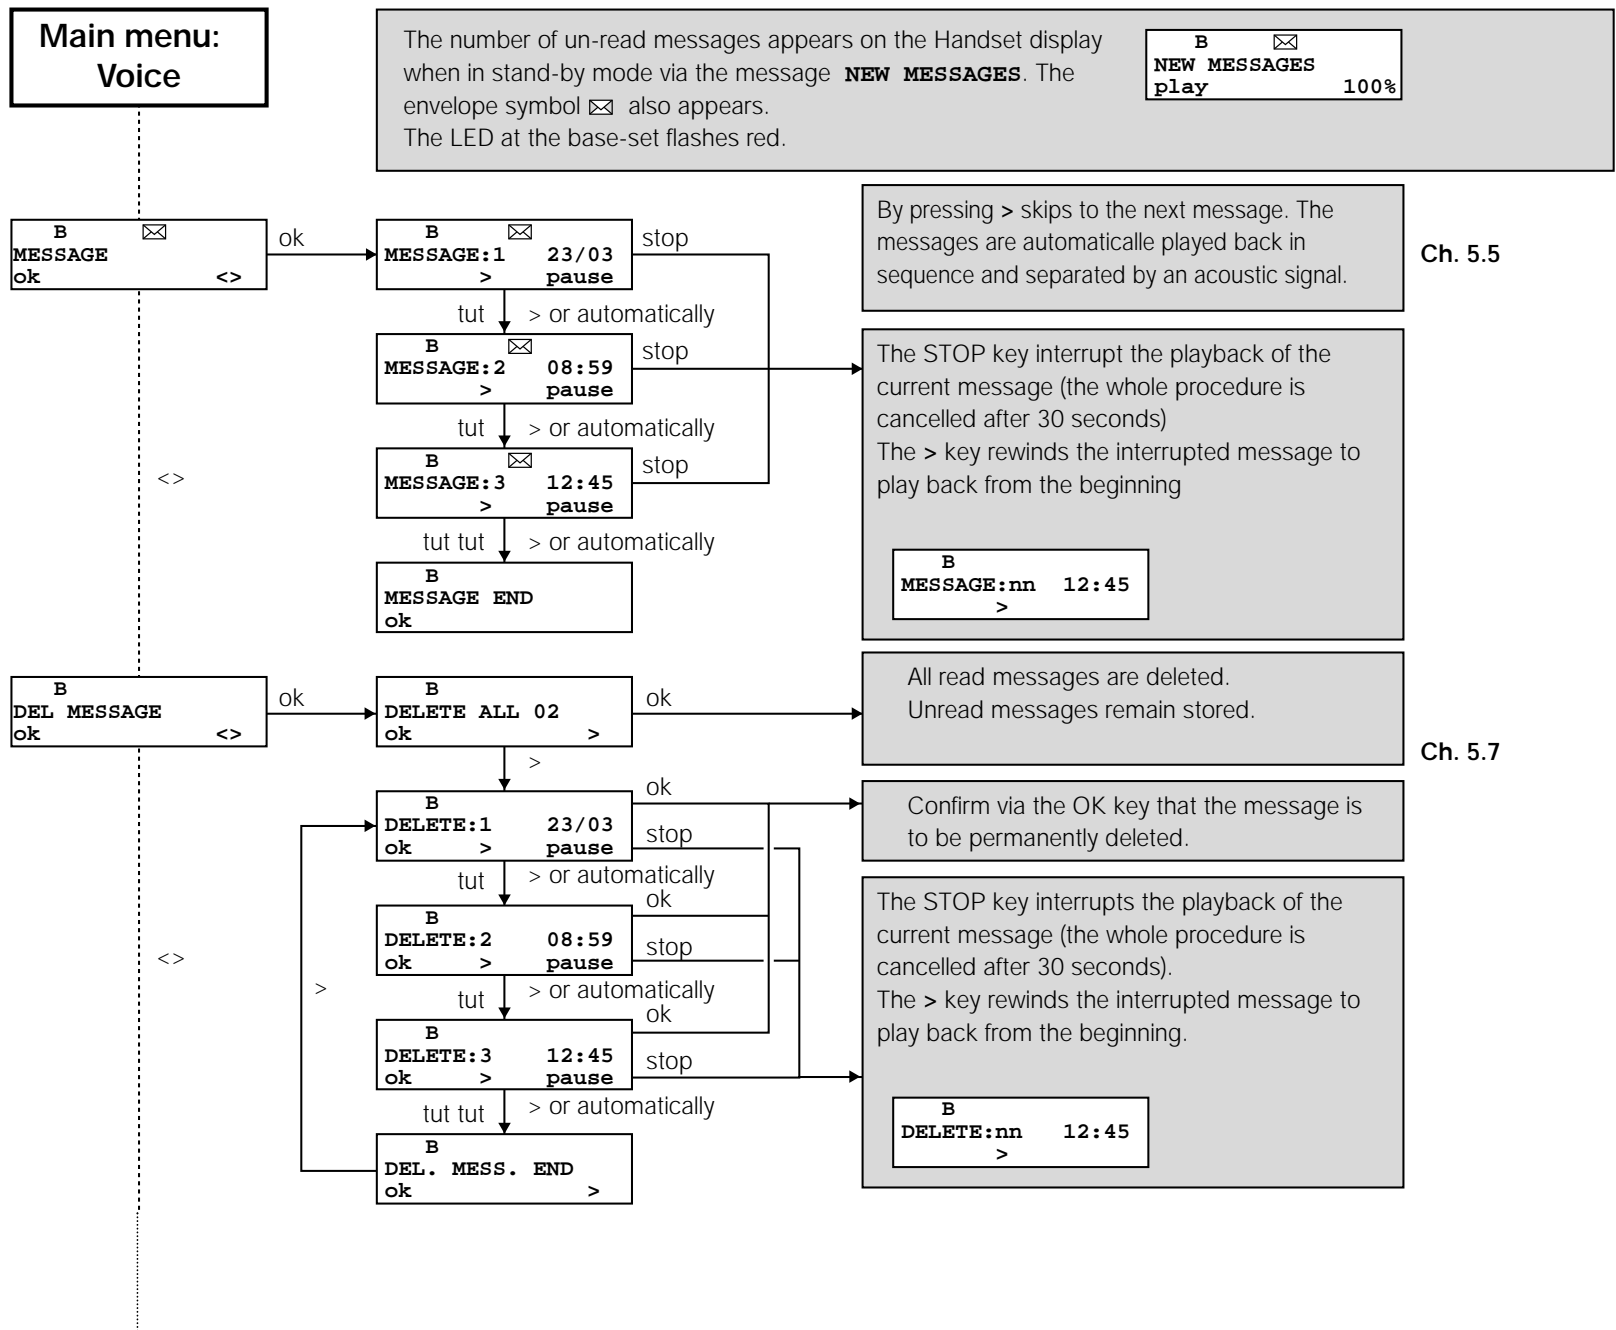 Main menu:
Voice
The number of un-read messages appears on the Handset display
when in stand-by mode via the message NEW MESSAGES. The
envelope symbol ✉ also appears.
The LED at the base-set flashes red.
B ✉
NEW MESSAGES
play 100%
B ✉
MESSAGE
ok <>
ok
B ✉
MESSAGE:1 23/03
> pause
stop
By pressing > skips to the next message. The
messages are automaticalle played back in
sequence and separated by an acoustic signal.
Ch. 5.5
tut > or automatically
B ✉
MESSAGE:2 08:59
> pause
stop
tut > or automatically
B ✉
MESSAGE:3 12:45
> pause
stop
tut tut > or automatically
B
MESSAGE END
ok
The STOP key interrupt the playback of the
current message (the whole procedure is
cancelled after 30 seconds)
The > key rewinds the interrupted message to
play back from the beginning
B
MESSAGE:nn 12:45
>
<>
B
DEL MESSAGE
ok <>
ok
B
DELETE ALL 02
ok >
ok
All read messages are deleted.
Unread messages remain stored.
Ch. 5.7
>
B
DELETE:1 23/03
ok > pause
ok
stop
Confirm via the OK key that the message is
to be permanently deleted.
tut > or automatically
B
DELETE:2 08:59
ok > pause
ok
stop
tut > or automatically
B
DELETE:3 12:45
ok > pause
ok
stop
tut tut > or automatically
B
DEL. MESS. END
ok >
>
<>
The STOP key interrupts the playback of the
current message (the whole procedure is
cancelled after 30 seconds).
The > key rewinds the interrupted message to
play back from the beginning.
B
DELETE:nn 12:45
>